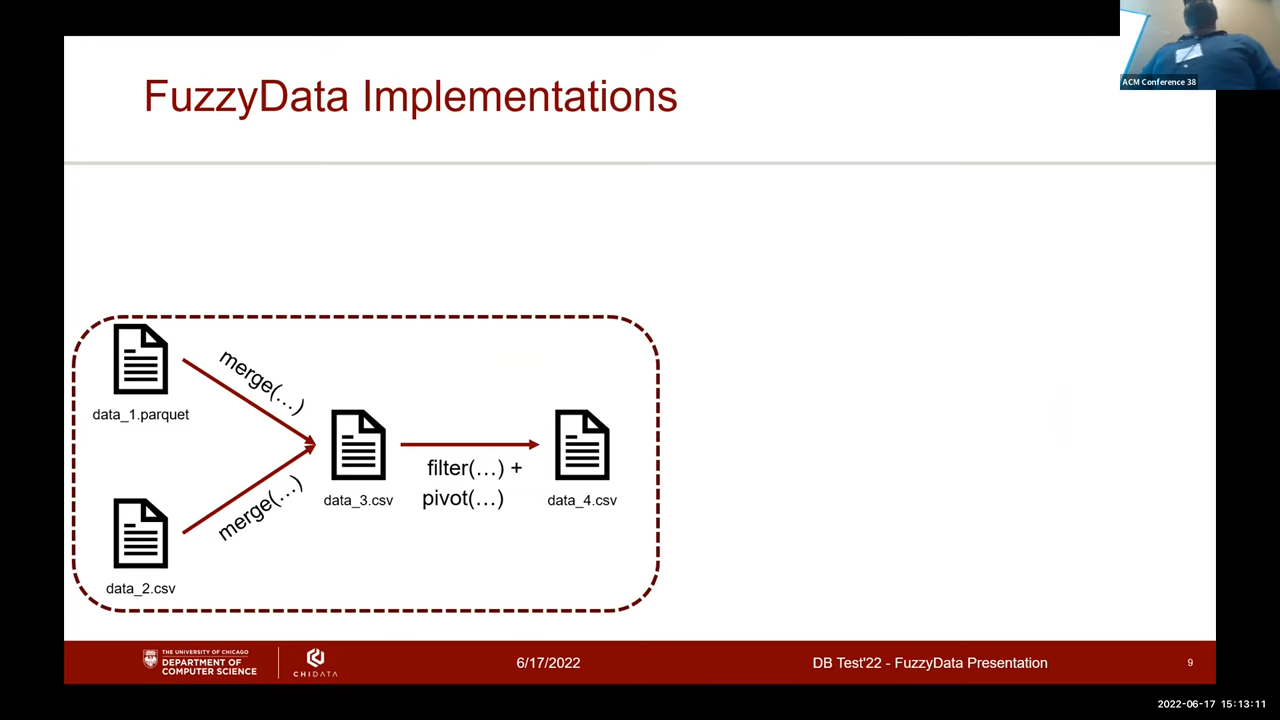 ACM Conference 38
FuzzyData Implementations
merge(...)
data_1.parquet
filter(...) +
pivot(...)
data_3.csv
data_4.csv
merge(...)
data_2.csv
THE UNIVERSITY OF CHICAGO
DEPARTMENT OF
COMPUTER SCIENCE
CHIDATA
6/17/2022
DB Test'22 - FuzzyData Presentation
9
2022-06-17 15:13:11